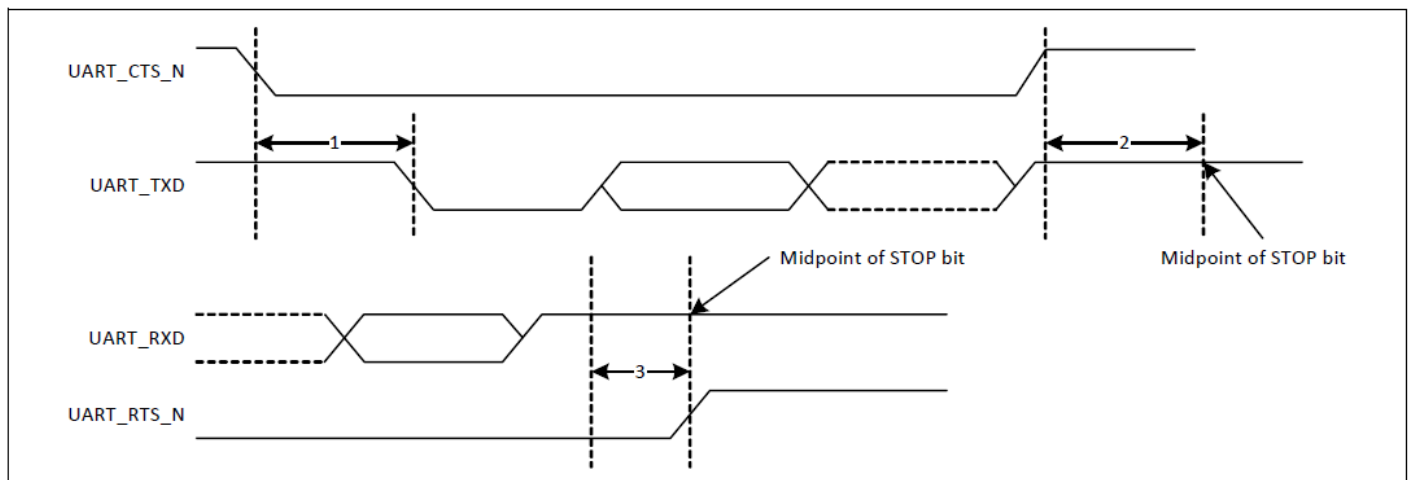 UART_CTS_N
1
2
UART_TXD
Midpoint of STOP bit
Midpoint of STOP bit
UART_RXD
3
UART_RTS_N